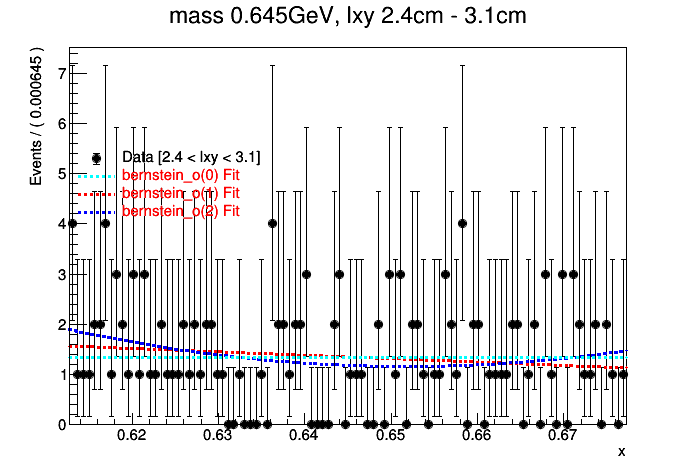 mass 0.645GeV, lxy 2.4cm - 3.1cm
Events / ( 0.000645 )
7
6
5
4
3
2
1
0
Data [2.4 < lxy < 3.1]
bernstein_o(0) Fit
bernstein_o(1) Fit
bernstein_o(2) Fit
0.62 0.63 0.64 0.65 0.66 0.67
x